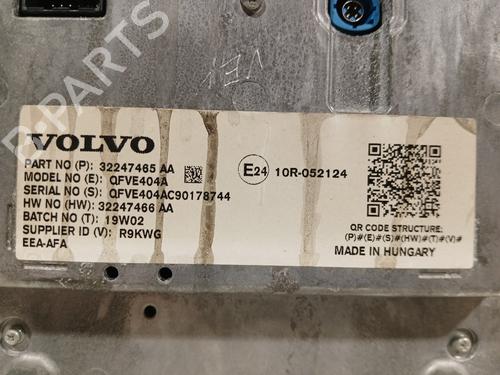 B-PARTS
VOLVO
PART NO (P): 32247465 AA
MODEL NO (E): QFVE404A
SERIAL NO (S): QFVE404AC90178744
HW NO (HW): 32247466 AA
BATCH NO (T): 19W02
SUPPLIER ID (V): R9KWG
EEA-AFA
E24 10R-052124
QR CODE STRUCTURE:
(P)#(E)#(S)#(HW)#(T)#(V)#
MADE IN HUNGARY